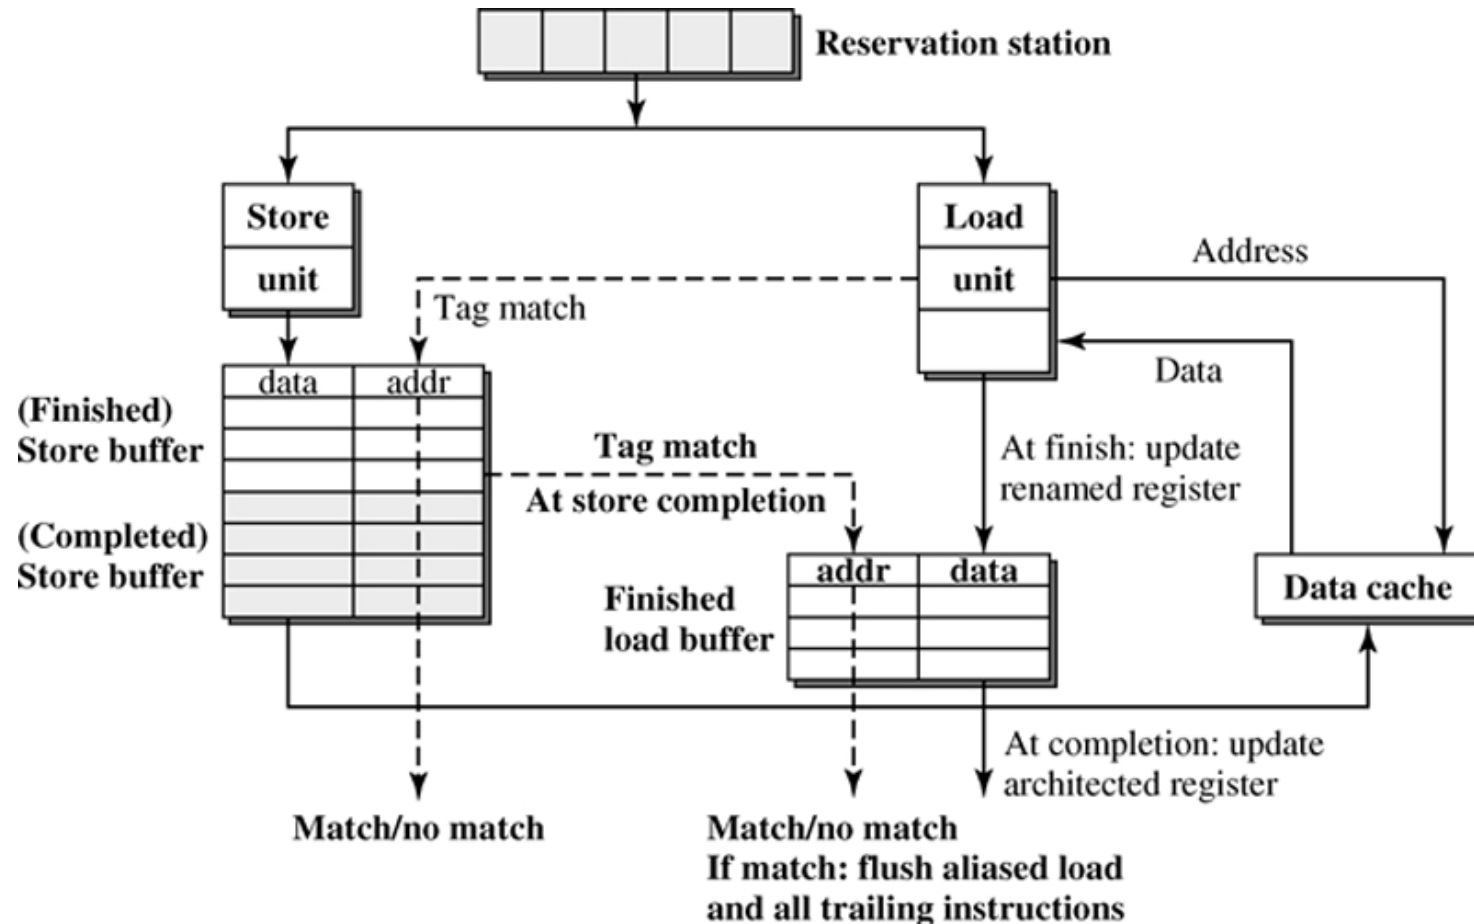 Reservation station
Store
unit
Load
unit
Address
Tag match
Data
data addr
(Finished)
Store buffer
Tag match
At store completion
At finish: update
renamed register
(Completed)
Store buffer
addr data
Finished
load buffer
Data cache
At completion: update
architected register
Match/no match
Match/no match
If match: flush aliased load
and all trailing instructions